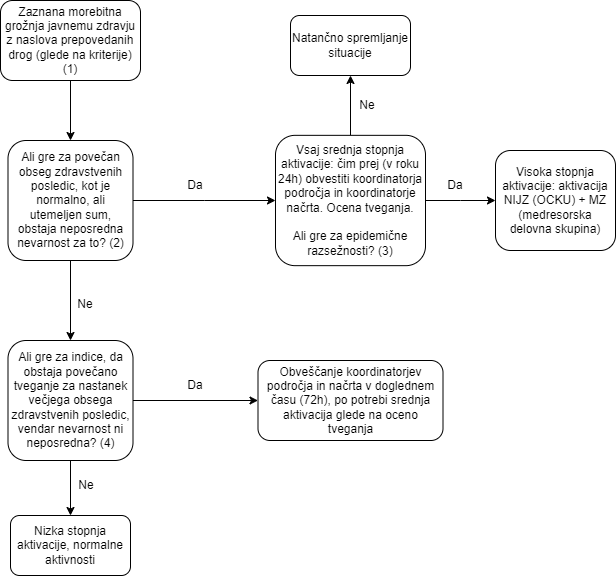 Zaznana morebitna
grožnja javnemu zdravju
z naslova prepovedanih
drog (glede na kriterije)
(1)
Natančno spremljanje
situacije
Ne
Ali gre za povečan
obseg zdravstvenih
posledic, kot je
normalno, ali
utemeljen sum,
obstaja neposredna
nevarnost za to? (2)
Da
Vsaj srednja stopnja
aktivacije: čim prej (v roku
24h) obvestiti koordinatorja
področja in koordinatorje
načrta. Ocena tveganja.
Ali gre za epidemične
razsežnosti? (3)
Da
Visoka stopnja
aktivacije: aktivacija
NIJZ (OCKU) + MZ
(medresorska
delovna skupina)
Ne
Ali gre za indice, da
obstaja povečano
tveganje za nastanek
večjega obsega
zdravstvenih posledic,
vendar nevarnost ni
neposredna? (4)
Da
Obveščanje koordinatorjev
področja in načrta v doglednem
času (72h), po potrebi srednja
aktivacija glede na oceno
tveganja
Ne
Nizka stopnja
aktivacije, normalne
aktivnosti